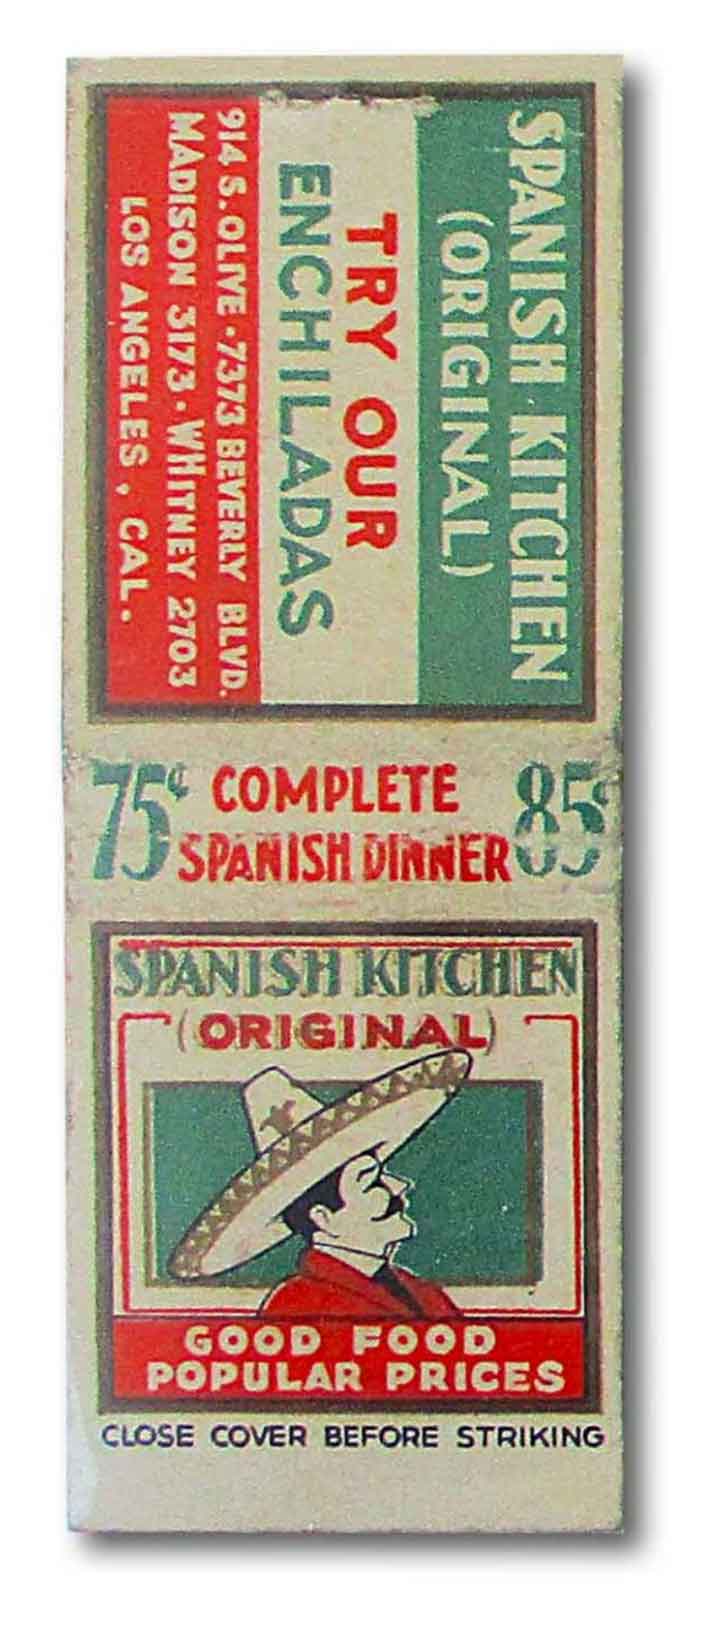 SPANISH KITCHEN
(ORIGINAL)
TRY OUR
ENCHILADAS
914 S. OLIVE · 7373 BEVERLY BLVD.
MADISON 3173 · WHITNEY 2703
LOS ANGELES, CAL.
75¢ COMPLETE 85¢
SPANISH DINNER
SPANISH KITCHEN
(ORIGINAL)
GOOD FOOD
POPULAR PRICES
CLOSE COVER BEFORE STRIKING